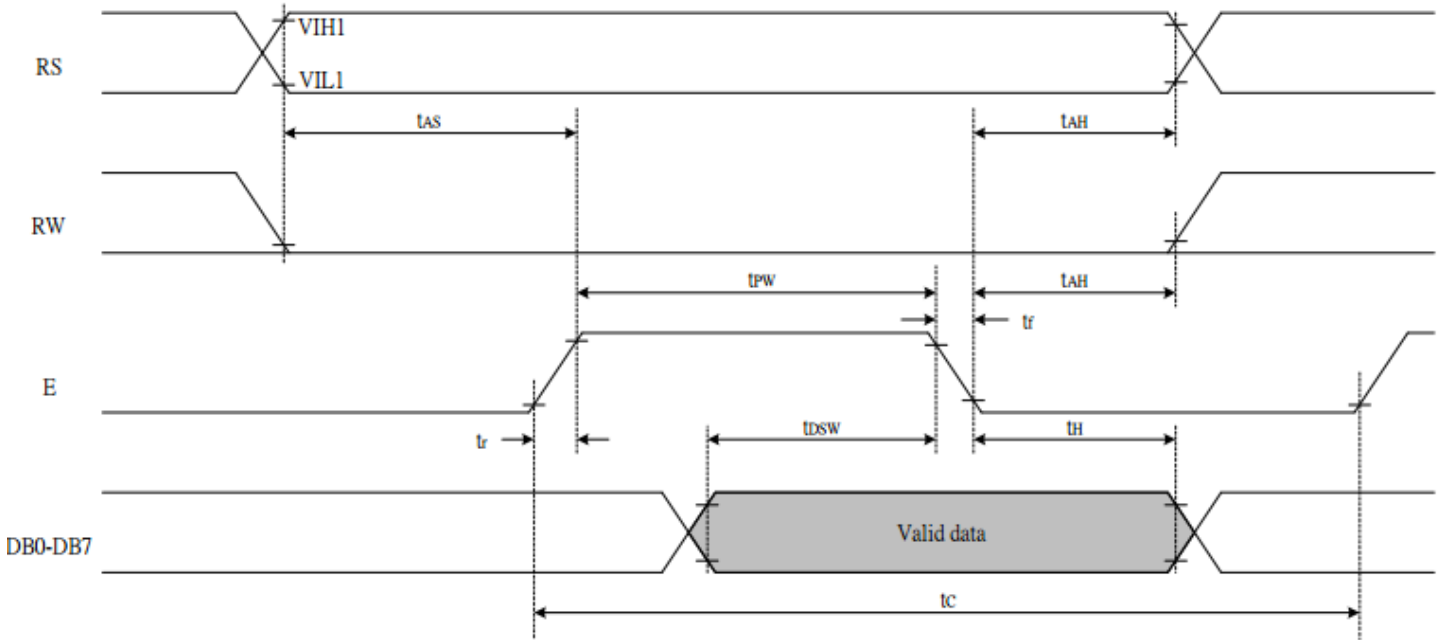 VIH1
RS
VIL1
tAS
tAH
RW
tPW
tAH
tf
E
tr
tDSW
tH
DB0-DB7
Valid data
tC